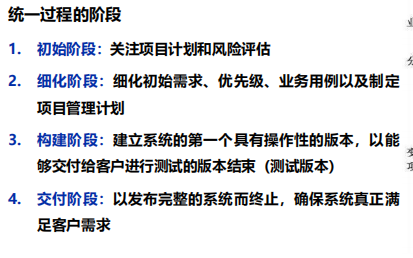 统一过程的阶段
1. 初始阶段：关注项目计划和风险评估
2. 细化阶段：细化初始需求、优先级、业务用例以及制定
项目管理计划
3. 构建阶段：建立系统的第一个具有操作性的版本，以能
够交付给客户进行测试的版本结束（测试版本）
4. 交付阶段：以发布完整的系统而终止，确保系统真正满
足客户需求